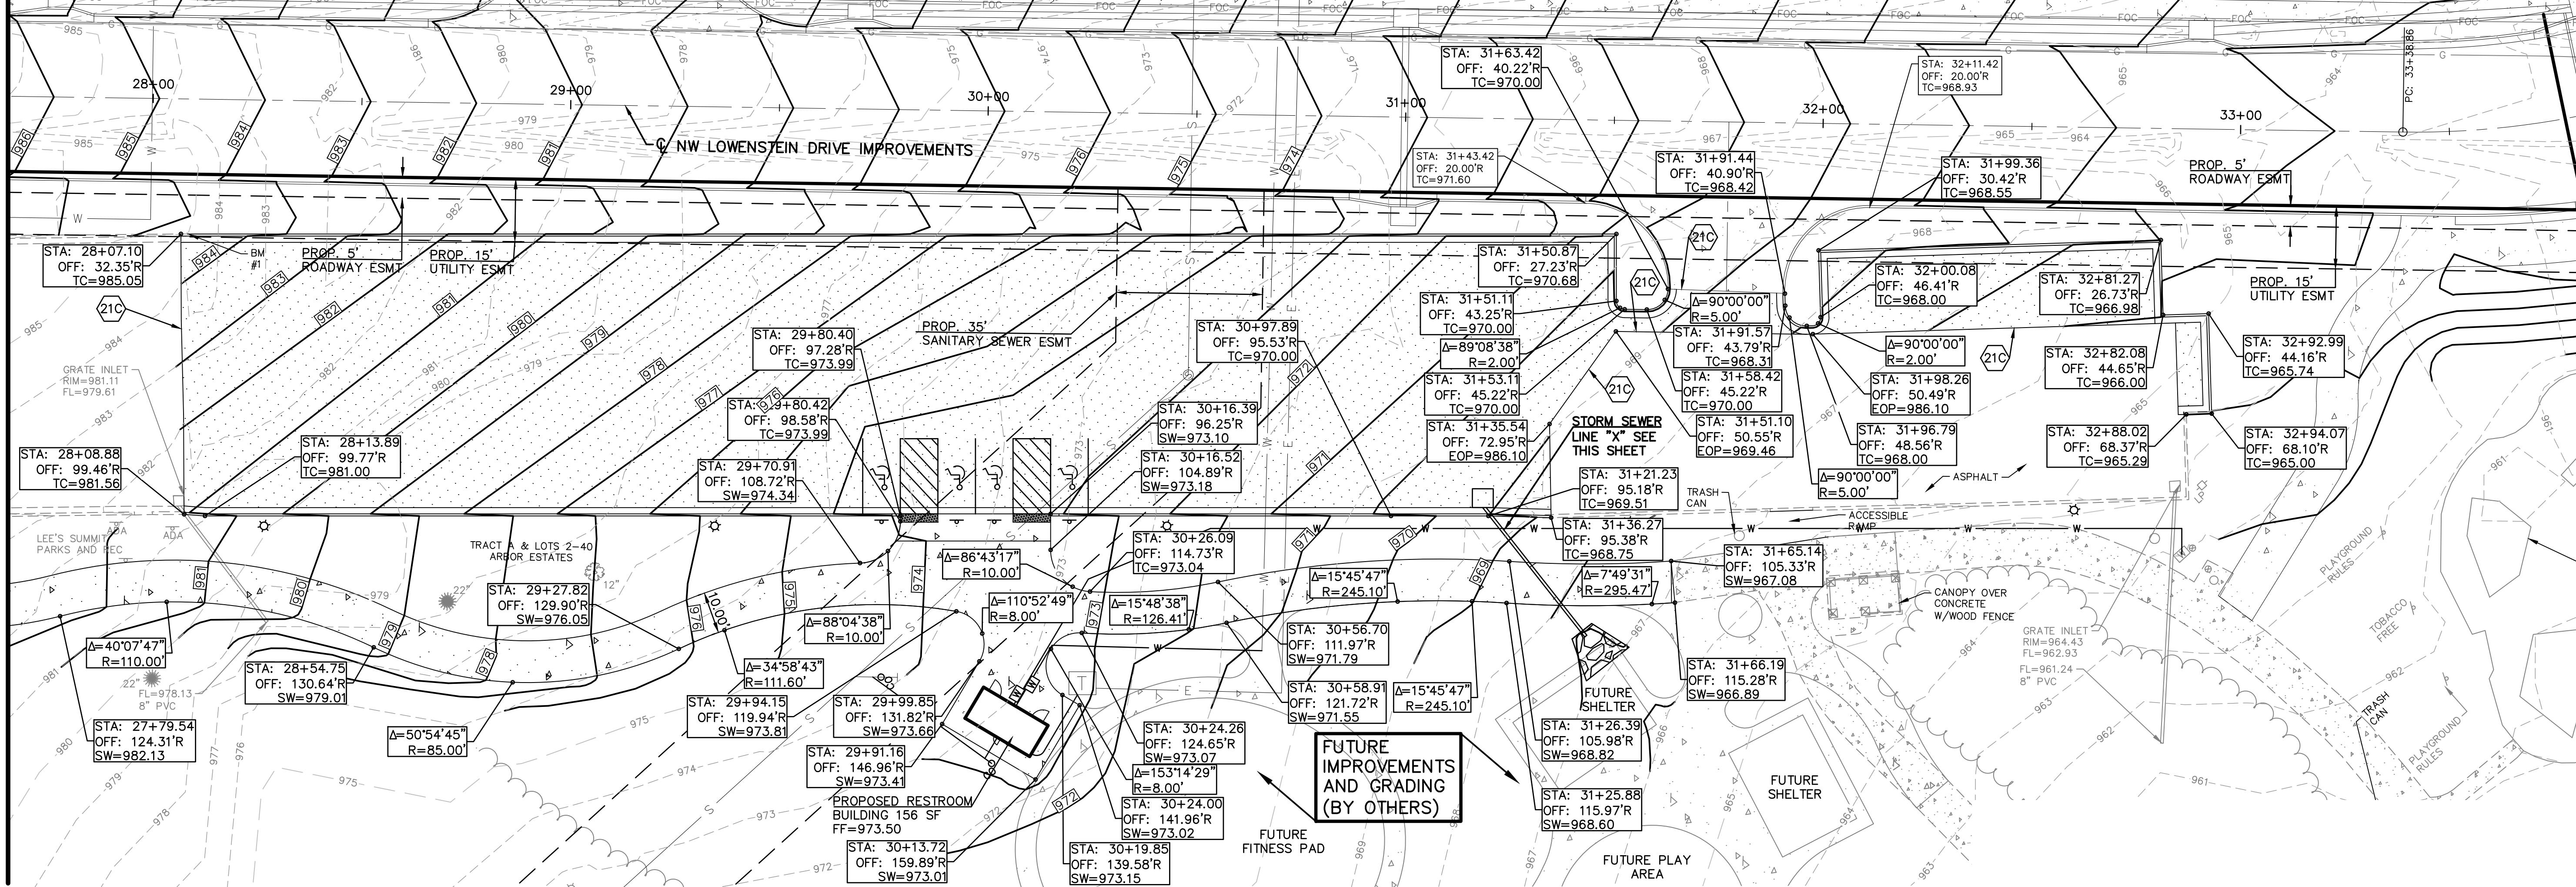 28+00
29+00
30+00
31+00
32+00
33+00
PC: 33+38.86
℄ NW LOWENSTEIN DRIVE IMPROVEMENTS
STA: 31+63.42
OFF: 40.22'R
TC=970.00
STA: 32+11.42
OFF: 20.00'R
TC=968.93
STA: 31+43.42
OFF: 20.00'R
TC=971.60
STA: 31+91.44
OFF: 40.90'R
TC=968.42
STA: 31+99.36
OFF: 30.42'R
TC=968.55
PROP. 5'
ROADWAY ESMT
STA: 28+07.10
OFF: 32.35'R
TC=985.05
BM
#1
PROP. 5'
ROADWAY ESMT
PROP. 15'
UTILITY ESMT
21C
STA: 31+50.87
OFF: 27.23'R
TC=970.68
21C
21C
STA: 32+00.08
OFF: 46.41'R
TC=968.00
STA: 32+81.27
OFF: 26.73'R
TC=966.98
PROP. 15'
UTILITY ESMT
STA: 31+51.11
OFF: 43.25'R
TC=970.00
Δ=90°00'00"
R=5.00'
PROP. 35'
SANITARY SEWER ESMT
STA: 29+80.40
OFF: 97.28'R
TC=973.99
STA: 30+97.89
OFF: 95.53'R
TC=970.00
Δ=89°08'38"
R=2.00'
STA: 31+91.57
OFF: 43.79'R
TC=968.31
Δ=90°00'00"
R=2.00'
21C
STA: 32+82.08
OFF: 44.65'R
TC=966.00
STA: 32+92.99
OFF: 44.16'R
TC=965.74
GRATE INLET
RIM=981.11
FL=979.61
STA: 31+53.11
OFF: 45.22'R
TC=970.00
21C
STA: 31+58.42
OFF: 45.22'R
TC=970.00
STA: 31+98.26
OFF: 50.49'R
EOP=986.10
OFF: 98.58'R
TC=973.99
STA: 30+16.39
OFF: 96.25'R
SW=973.10
STA: 31+35.54
OFF: 72.95'R
EOP=986.10
STORM SEWER
LINE "X" SEE
THIS SHEET
STA: 31+51.10
OFF: 50.55'R
EOP=969.46
STA: 31+96.79
OFF: 48.56'R
TC=968.00
STA: 32+88.02
OFF: 68.37'R
TC=965.29
STA: 32+94.07
OFF: 68.10'R
TC=965.00
STA: 28+08.88
OFF: 99.46'R
TC=981.56
STA: 28+13.89
OFF: 99.77'R
TC=981.00
STA: 29+70.91
OFF: 108.72'R
SW=974.34
STA: 30+16.52
OFF: 104.89'R
SW=973.18
STA: 31+21.23
OFF: 95.18'R
TC=969.51
TRASH
CAN
Δ=90°00'00"
R=5.00'
ASPHALT
ACCESSIBLE
RAMP
STA: 31+36.27
OFF: 95.38'R
TC=968.75
LEE'S SUMMIT
PARKS AND REC
ADA
ADA
TRACT A & LOTS 2-40
ARBOR ESTATES
22"
12"
Δ=86°43'17"
R=10.00'
STA: 30+26.09
OFF: 114.73'R
TC=973.04
Δ=15°45'47"
R=245.10'
Δ=7°49'31"
R=295.47'
STA: 31+65.14
OFF: 105.33'R
SW=967.08
PLAYGROUND
RULES
STA: 29+27.82
OFF: 129.90'R
SW=976.05
10.00'
Δ=88°04'38"
R=10.00'
Δ=110°52'49"
R=8.00'
Δ=15°48'38"
R=126.41'
CANOPY OVER
CONCRETE
W/WOOD FENCE
TOBACCO
FREE
Δ=40°07'47"
R=110.00'
STA: 28+54.75
OFF: 130.64'R
SW=979.01
Δ=34°58'43"
R=111.60'
STA: 30+56.70
OFF: 111.97'R
SW=971.79
GRATE INLET
RIM=964.43
FL=962.93
FL=961.24
8" PVC
22"
FL=978.13
8" PVC
STA: 29+94.15
OFF: 119.94'R
SW=973.81
STA: 29+99.85
OFF: 131.82'R
SW=973.66
STA: 30+58.91
OFF: 121.72'R
SW=971.55
Δ=15°45'47"
R=245.10'
FUTURE
SHELTER
STA: 31+66.19
OFF: 115.28'R
SW=966.89
STA: 27+79.54
OFF: 124.31'R
SW=982.13
Δ=50°54'45"
R=85.00'
STA: 29+91.16
OFF: 146.96'R
SW=973.41
STA: 30+24.26
OFF: 124.65'R
SW=973.07
FUTURE
IMPROVEMENTS
AND GRADING
(BY OTHERS)
STA: 31+26.39
OFF: 105.98'R
SW=968.82
TRASH
CAN
PLAYGROUND
RULES
Δ=153°14'29"
R=8.00'
PROPOSED RESTROOM
BUILDING 156 SF
FF=973.50
STA: 30+24.00
OFF: 141.96'R
SW=973.02
STA: 31+25.88
OFF: 115.97'R
SW=968.60
FUTURE
SHELTER
STA: 30+13.72
OFF: 159.89'R
SW=973.01
STA: 30+19.85
OFF: 139.58'R
SW=973.15
FUTURE
FITNESS PAD
FUTURE PLAY
AREA